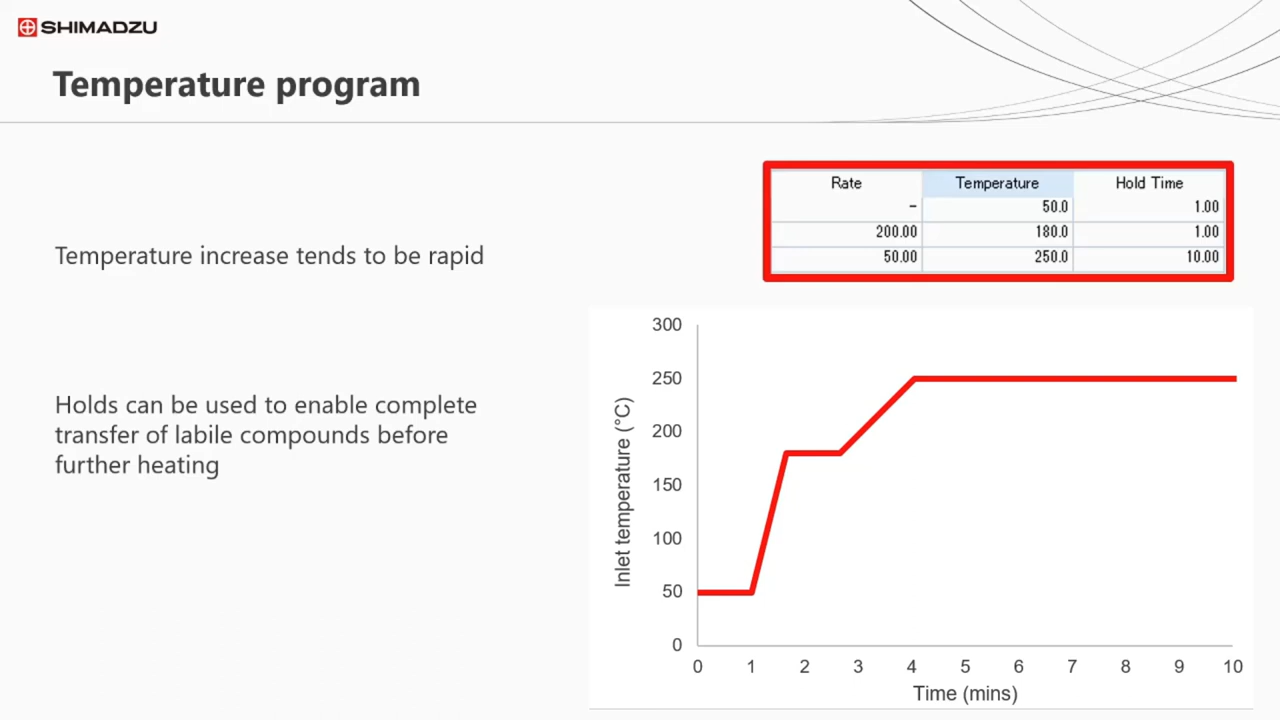 SHIMADZU
Temperature program
Rate Temperature Hold Time
– 50.0 1.00
200.00 180.0 1.00
50.00 250.0 10.00
Temperature increase tends to be rapid
Holds can be used to enable complete
transfer of labile compounds before
further heating
300
250
200
150
100
50
0
Inlet temperature (°C)
0 1 2 3 4 5 6 7 8 9 10
Time (mins)